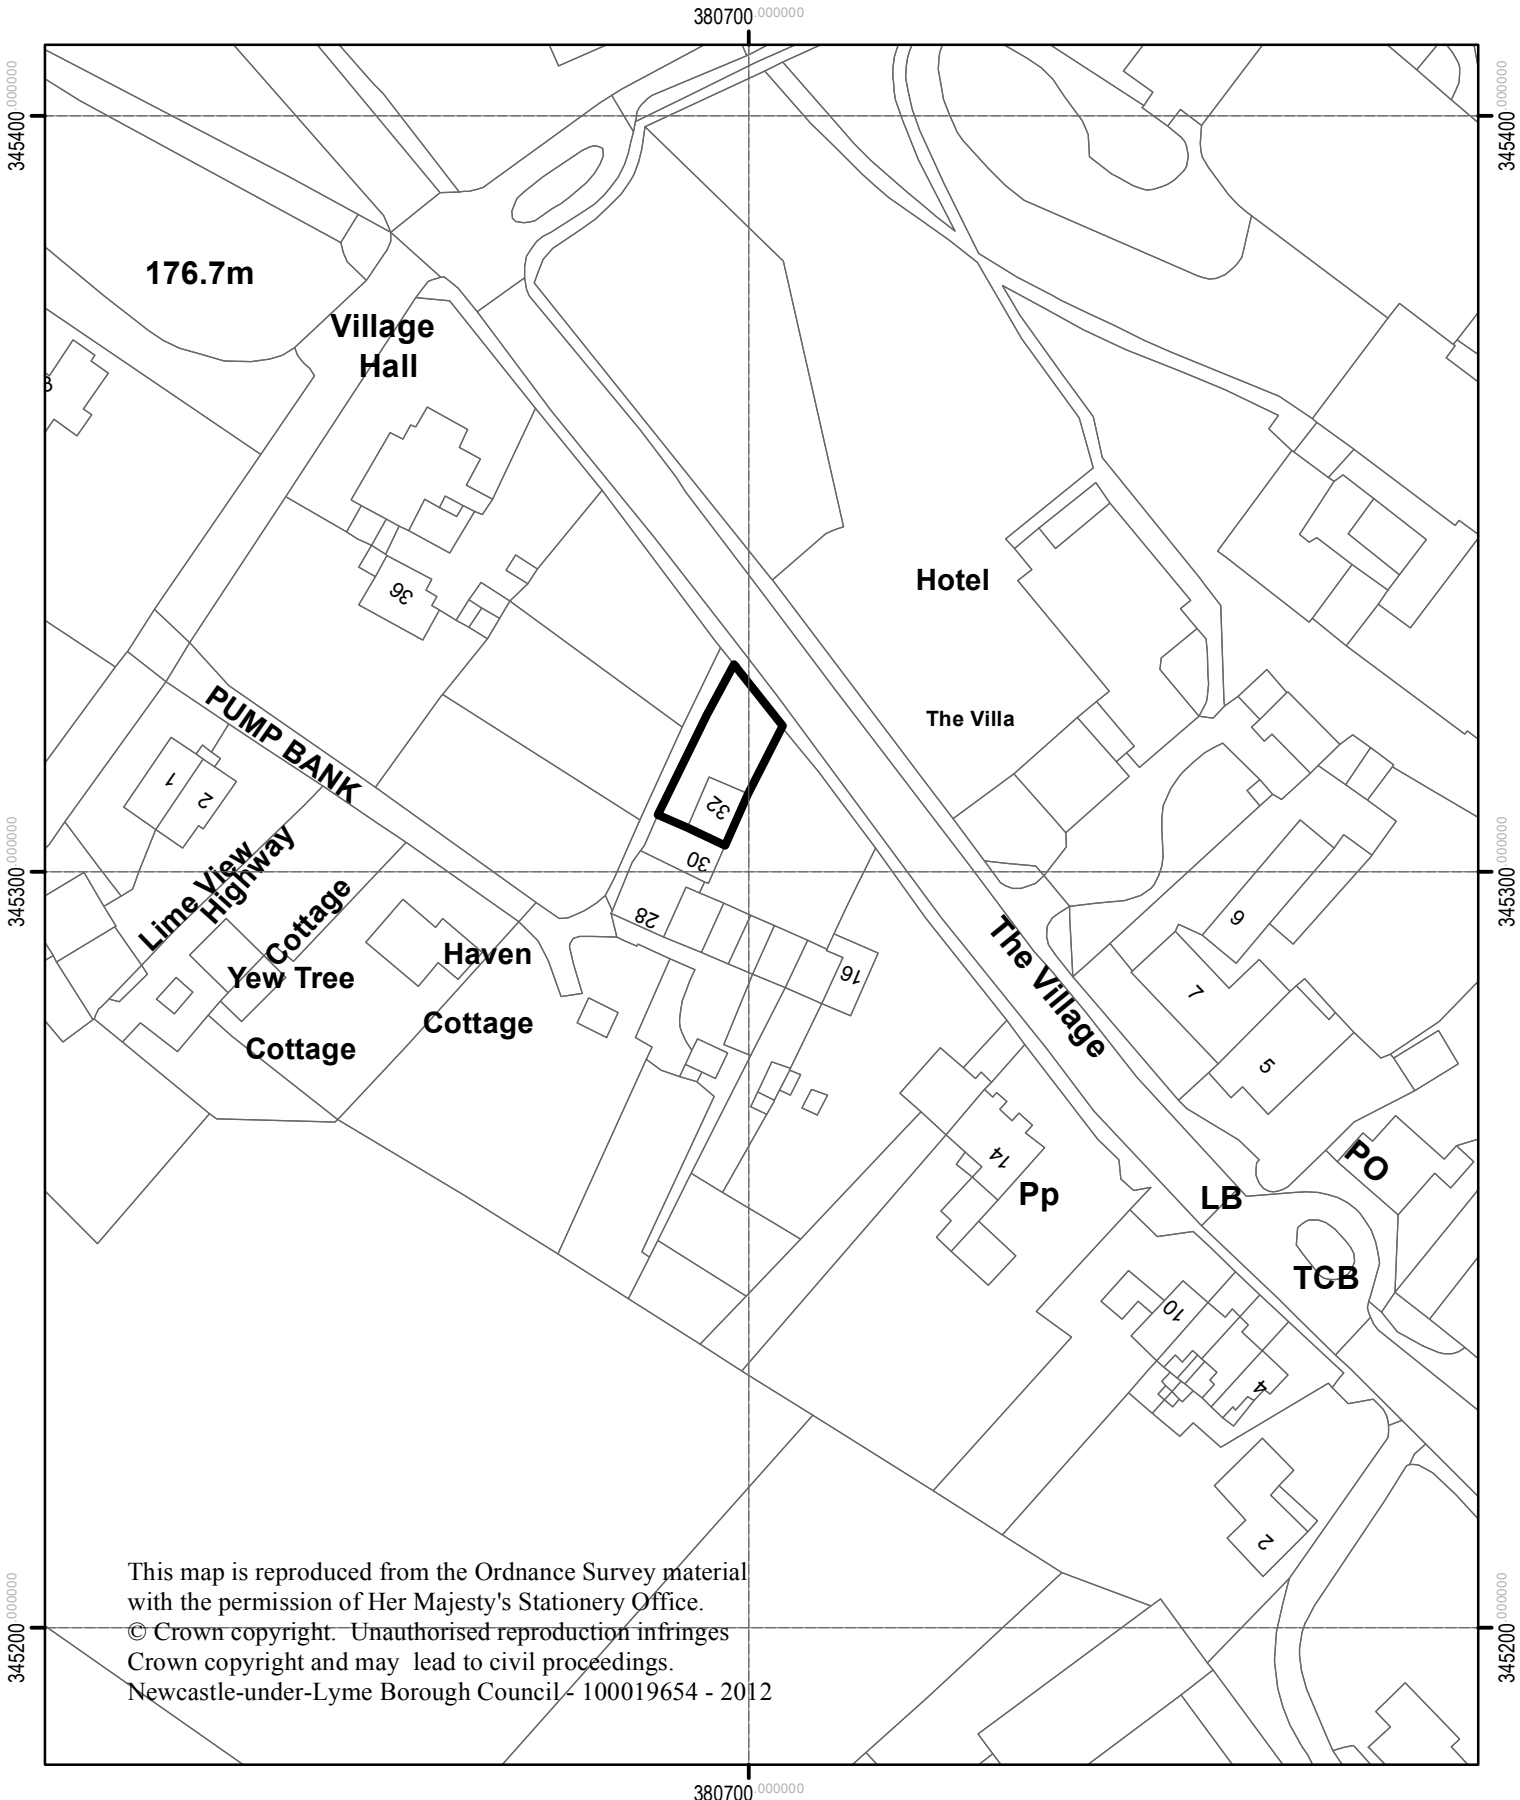 380700.000000
345400.000000
345400.000000
176.7m
Village
Hall
36
Hotel
The Villa
PUMP BANK
1
2
32
30
28
16
345300.000000
345300.000000
Lime View
Highway
Cottage
Yew Tree
Cottage
Haven
Cottage
The Village
9
7
5
14
Pp
PO
LB
TCB
10
4
2
This map is reproduced from the Ordnance Survey material
with the permission of Her Majesty's Stationery Office.
© Crown copyright. Unauthorised reproduction infringes
Crown copyright and may lead to civil proceedings.
Newcastle-under-Lyme Borough Council - 100019654 - 2012
345200.000000
345200.000000
380700.000000